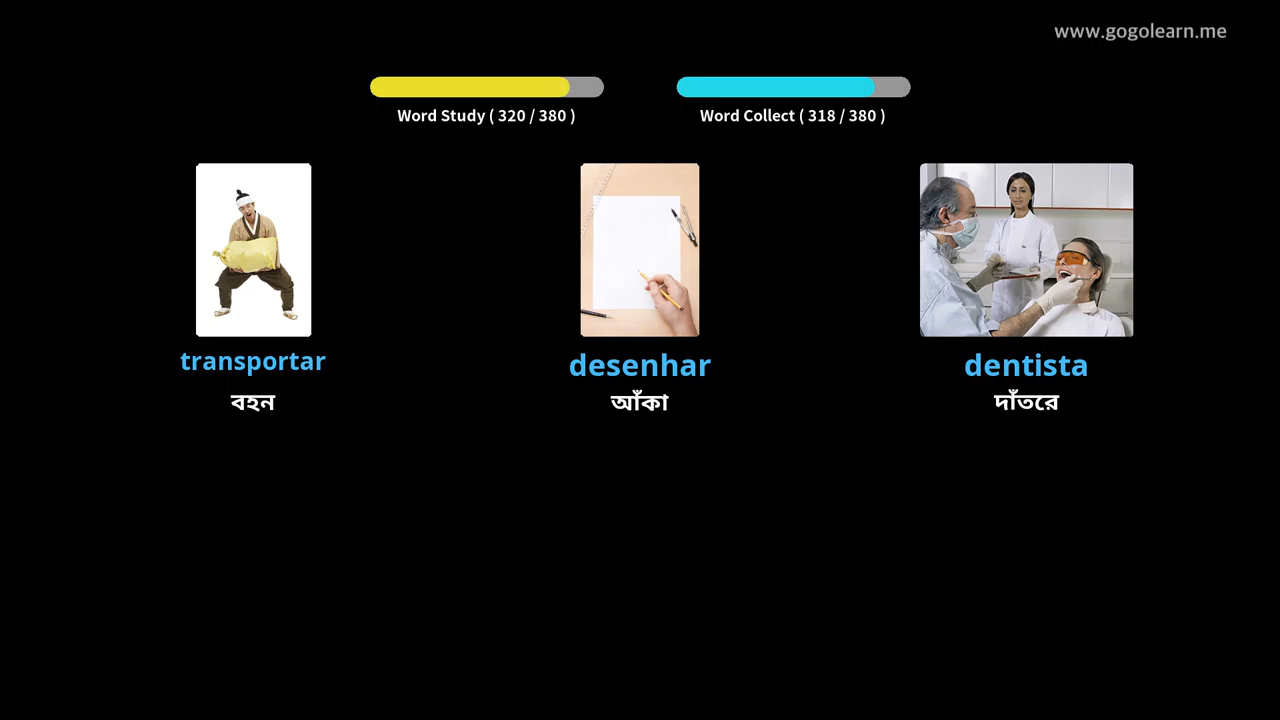 www.gogolearn.me
Word Study ( 320 / 380 )
Word Collect ( 318 / 380 )
transportar
desenhar
dentista
বহন
আঁকা
দাঁতরে